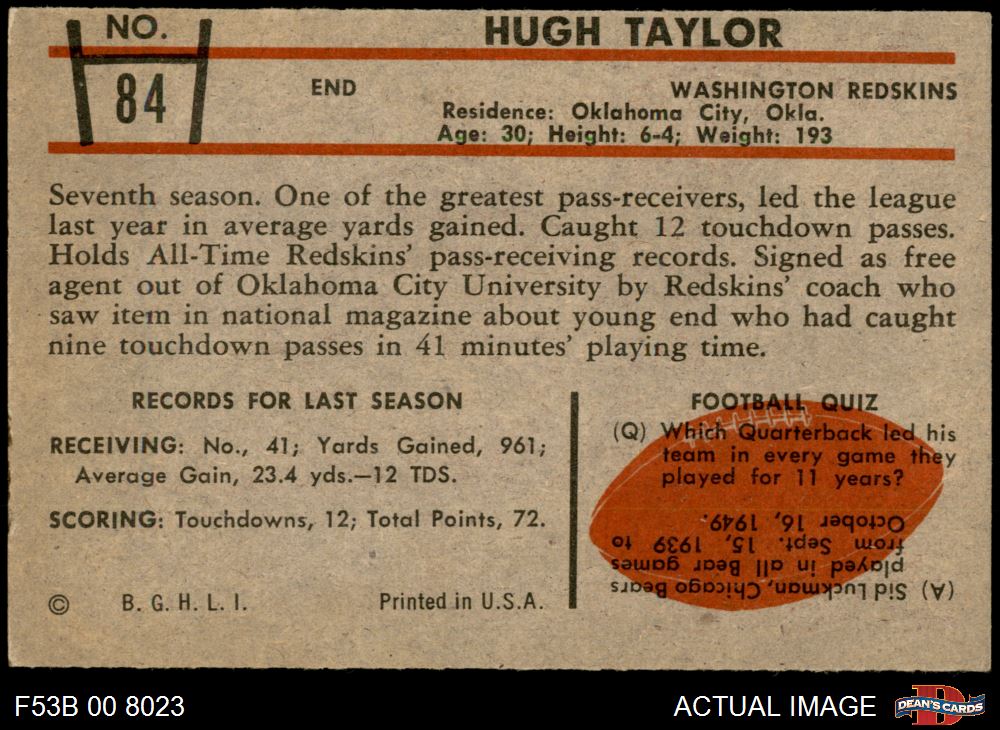 NO.
84
HUGH TAYLOR
END
WASHINGTON REDSKINS
Residence: Oklahoma City, Okla.
Age: 30; Height: 6-4; Weight: 193
Seventh season. One of the greatest pass-receivers, led the league
last year in average yards gained. Caught 12 touchdown passes.
Holds All-Time Redskins' pass-receiving records. Signed as free
agent out of Oklahoma City University by Redskins' coach who
saw item in national magazine about young end who had caught
nine touchdown passes in 41 minutes' playing time.
RECORDS FOR LAST SEASON
RECEIVING: No., 41; Yards Gained, 961;
Average Gain, 23.4 yds.—12 TDS.
SCORING: Touchdowns, 12; Total Points, 72.
© B. G. H. L. I.
Printed in U.S.A.
FOOTBALL QUIZ
(Q) Which Quarterback led his
team in every game they
played for 11 years?
(A) Sid Luckman, Chicago Bears
played in all Bear games
from Sept. 15, 1939 to
October 16, 1949.
F53B 00 8023
ACTUAL IMAGE
D
DEAN'S CARDS